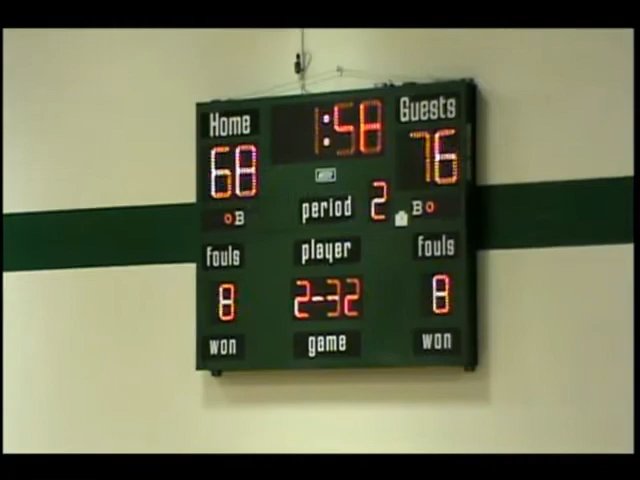 Home 1:58 Guests
68 76
period 2
B B
fouls player fouls
8 2-32 8
won game won